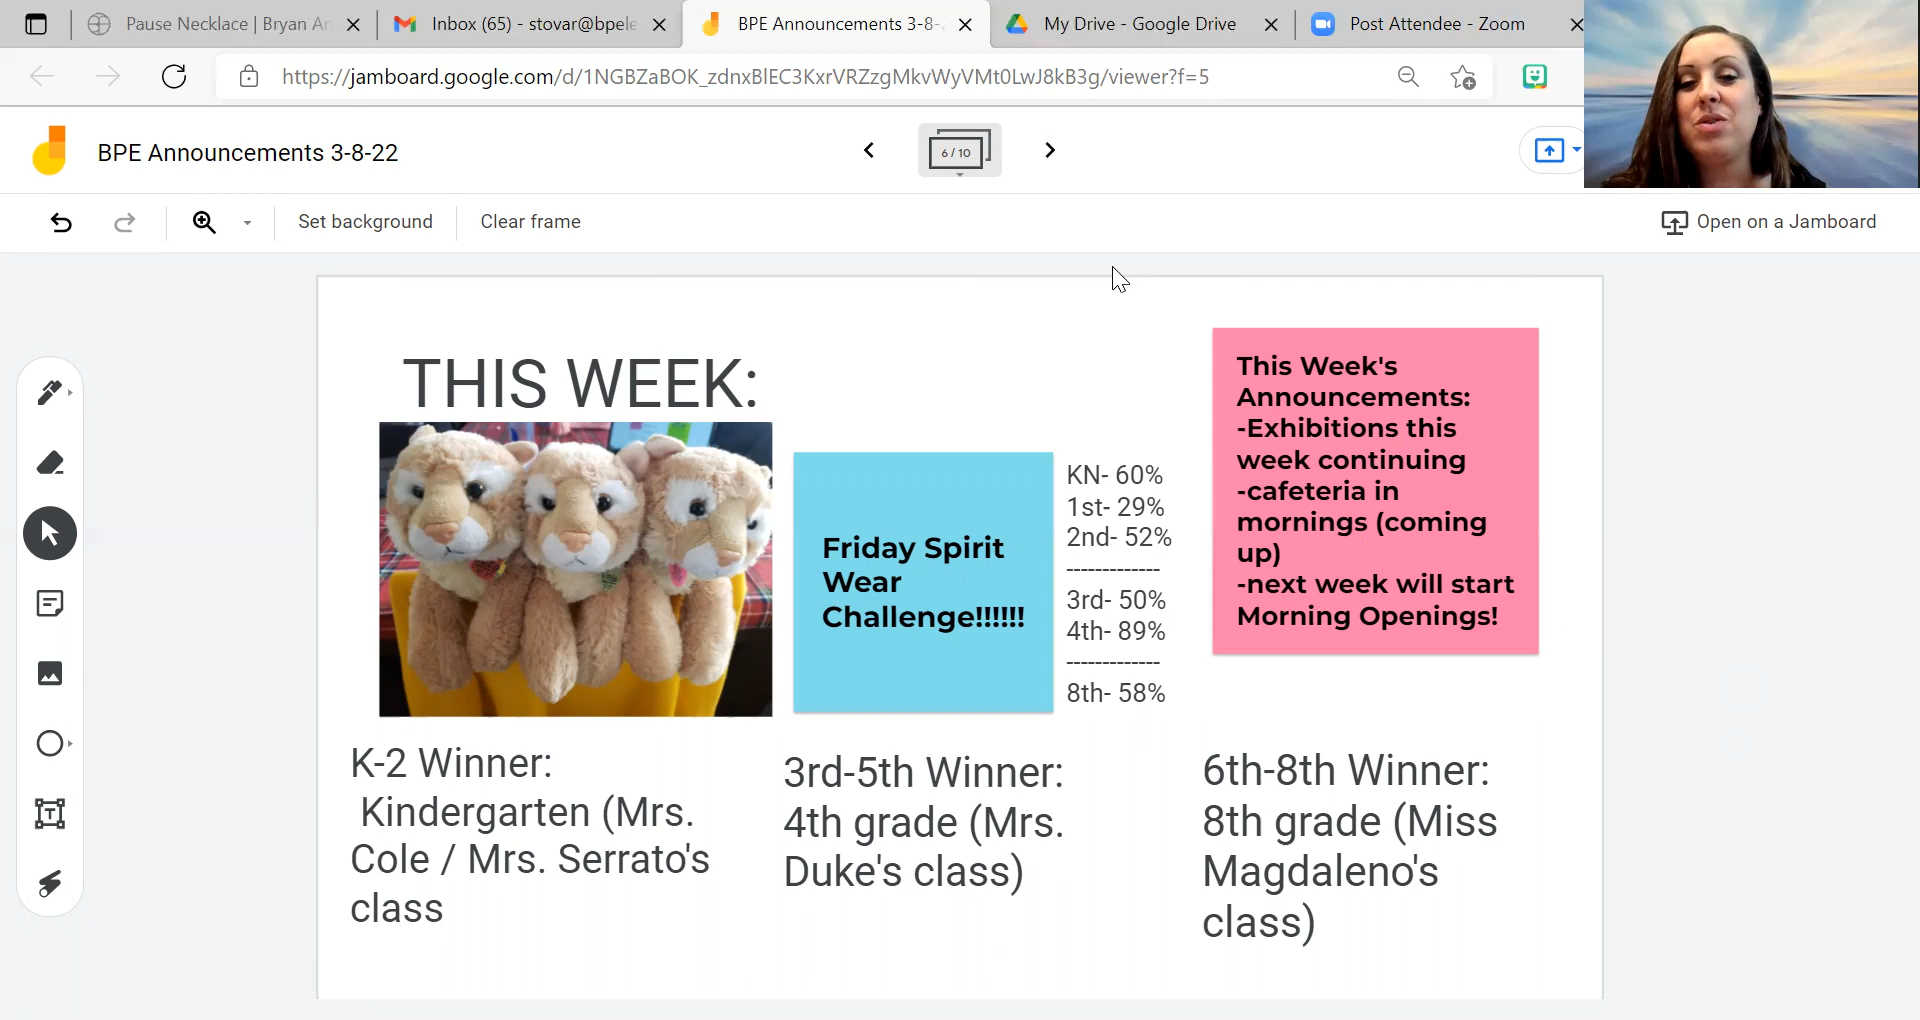 Pause Necklace | Bryan An
Inbox (65) - stovar@bpele
BPE Announcements 3-8-
My Drive - Google Drive
Post Attendee - Zoom
https://jamboard.google.com/d/1NGBZaBOK_zdnxBlEC3KxrVRZzgMkvWyVMt0LwJ8kB3g/viewer?f=5
BPE Announcements 3-8-22
6 / 10
Set background
Clear frame
Open on a Jamboard
THIS WEEK:
Friday Spirit
Wear
Challenge!!!!!!
KN- 60%
1st- 29%
2nd- 52%
-------------
3rd- 50%
4th- 89%
-------------
8th- 58%
This Week's
Announcements:
-Exhibitions this
week continuing
-cafeteria in
mornings (coming
up)
-next week will start
Morning Openings!
K-2 Winner:
Kindergarten (Mrs.
Cole / Mrs. Serrato's
class
3rd-5th Winner:
4th grade (Mrs.
Duke's class)
6th-8th Winner:
8th grade (Miss
Magdaleno's
class)